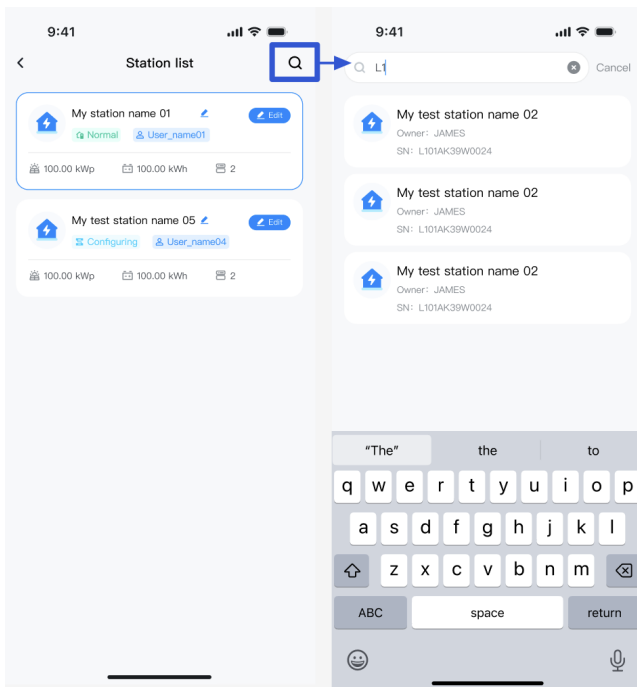 9:41
Station list
My station name 01
Edit
Normal
User_name01
100.00 kWp
100.00 kWh
2
My test station name 05
Edit
Configuring
User_name04
100.00 kWp
100.00 kWh
2
9:41
L1
Cancel
My test station name 02
Owner: JAMES
SN: L101AK39W0024
My test station name 02
Owner: JAMES
SN: L101AK39W0024
My test station name 02
Owner: JAMES
SN: L101AK39W0024
“The” the to
q w e r t y u i o p
a s d f g h j k l
z x c v b n m
ABC space return